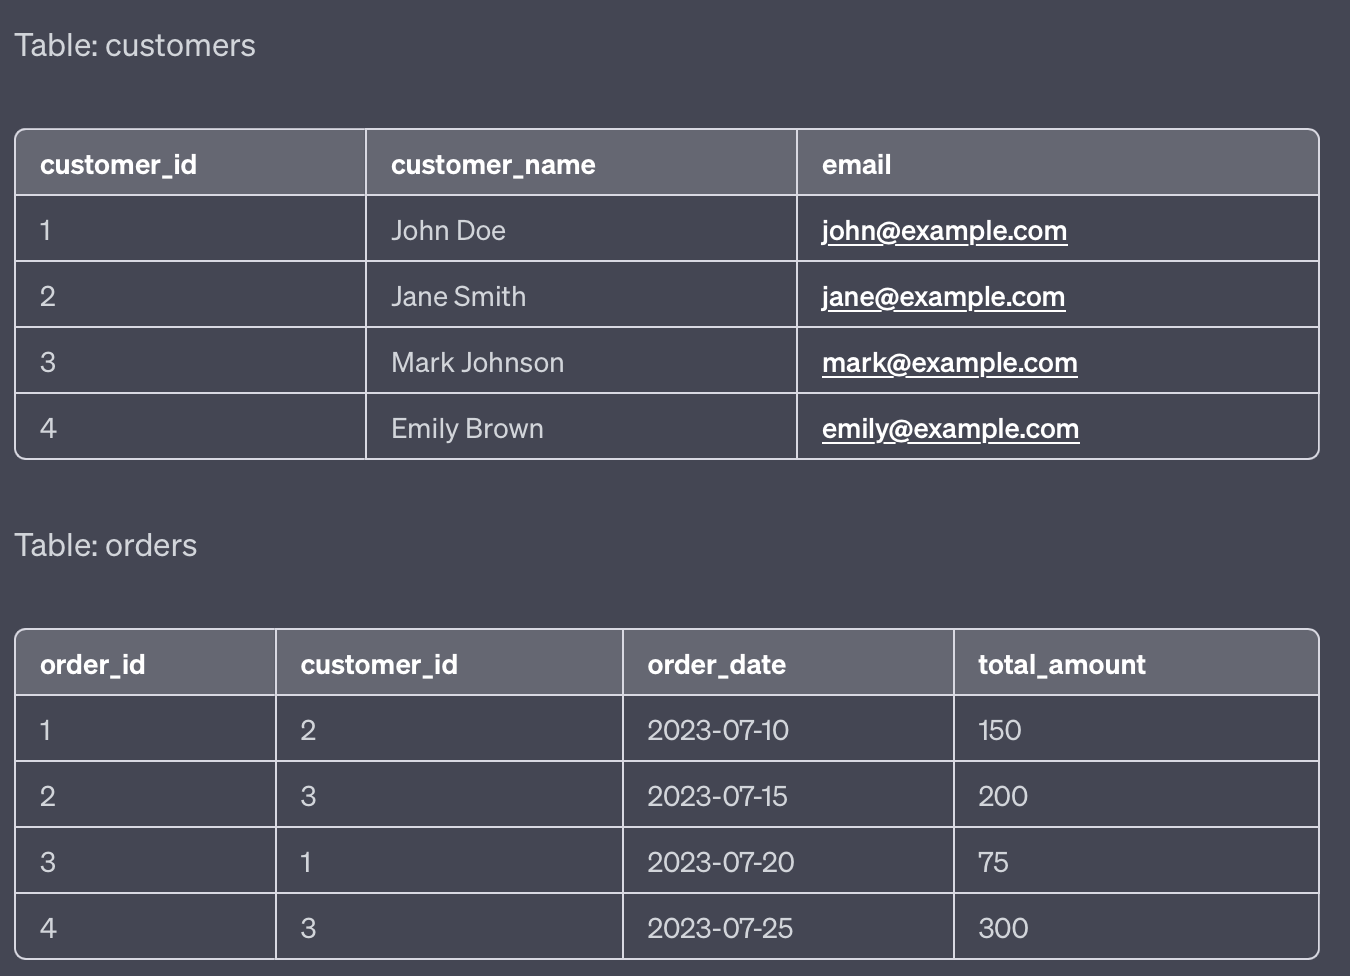 Table: customers
customer_id customer_name email
1 John Doe john@example.com
2 Jane Smith jane@example.com
3 Mark Johnson mark@example.com
4 Emily Brown emily@example.com
Table: orders
order_id customer_id order_date total_amount
1 2 2023-07-10 150
2 3 2023-07-15 200
3 1 2023-07-20 75
4 3 2023-07-25 300